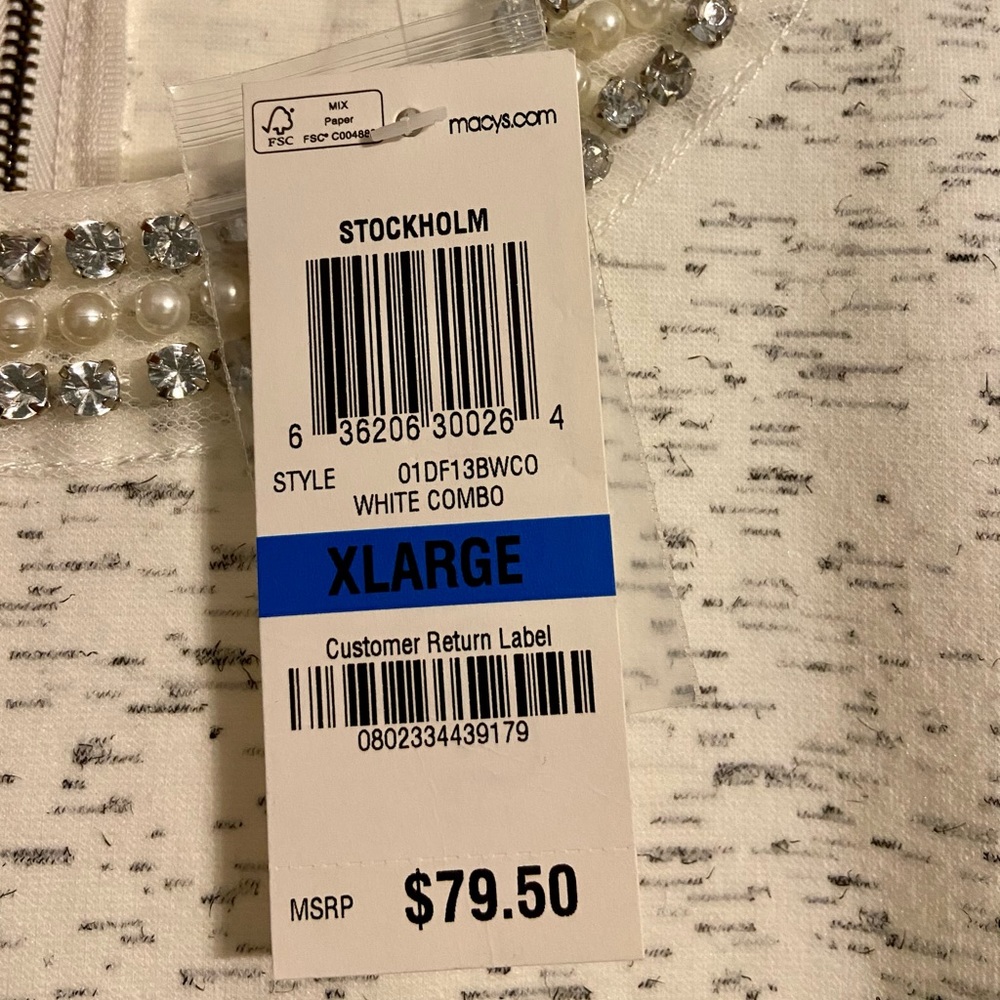 MIX
Paper
FSC
FSC®
macys.com
STOCKHOLM
6 36206 30026 4
STYLE 01DF13BWCO
WHITE COMBO
XLARGE
Customer Return Label
0802334439179
MSRP $79.50